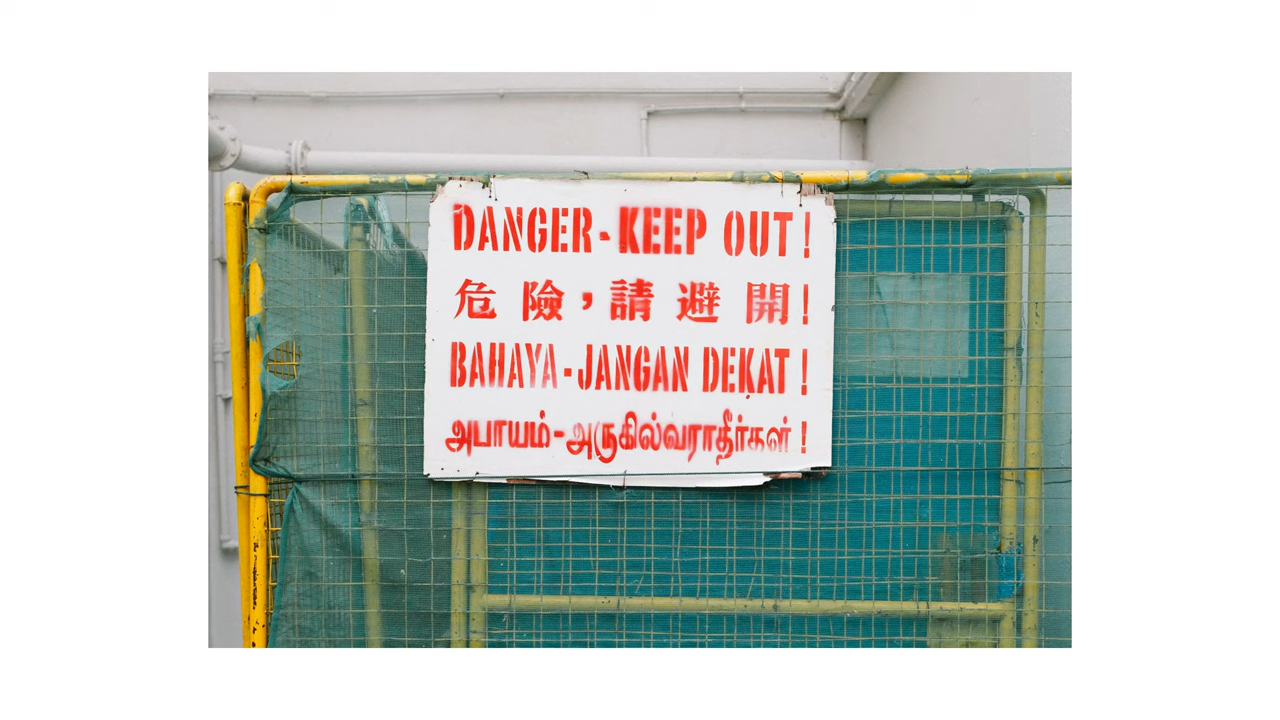 DANGER - KEEP OUT!
危險，請避開！
BAHAYA - JANGAN DEKAT!
அபாயம் - அருகில்வராதீர்கள் !